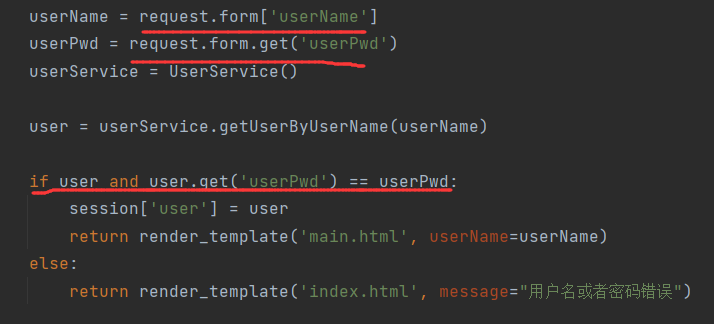 userName = request.form['userName']
userPwd = request.form.get('userPwd')
userService = UserService()
user = userService.getUserByUserName(userName)
if user and user.get('userPwd') == userPwd:
session['user'] = user
return render_template('main.html', userName=userName)
else:
return render_template('index.html', message="用户名或者密码错误")